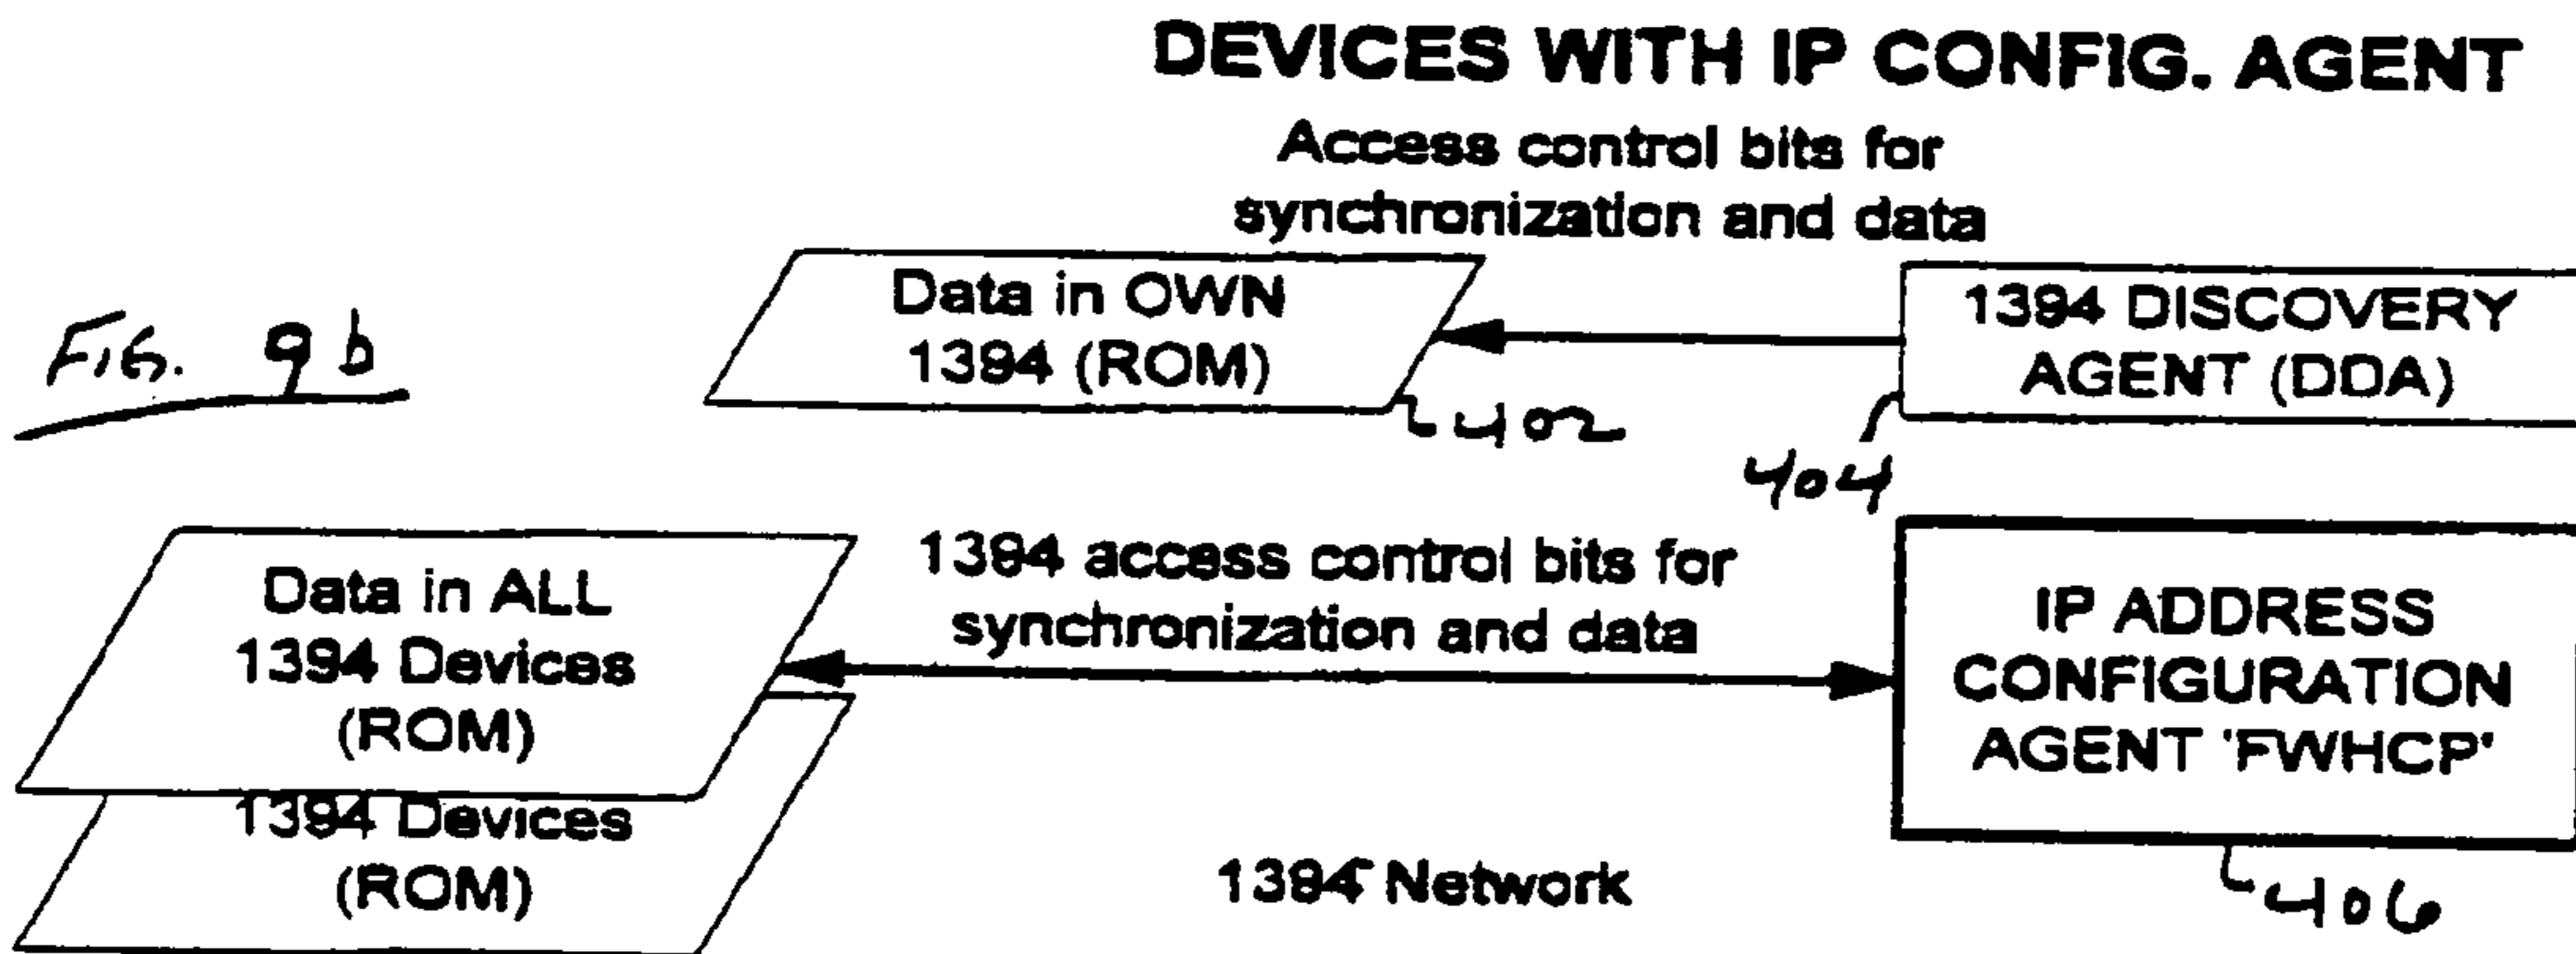 DEVICES WITH IP CONFIG. AGENT
Access control bits for
synchronization and data
FIG. 9b
Data in OWN
1394 (ROM)
402
1394 DISCOVERY
AGENT (DDA)
404
Data in ALL
1394 Devices
(ROM)
1394 Devices
(ROM)
1394 access control bits for
synchronization and data
IP ADDRESS
CONFIGURATION
AGENT 'FWHCP'
406
1394 Network